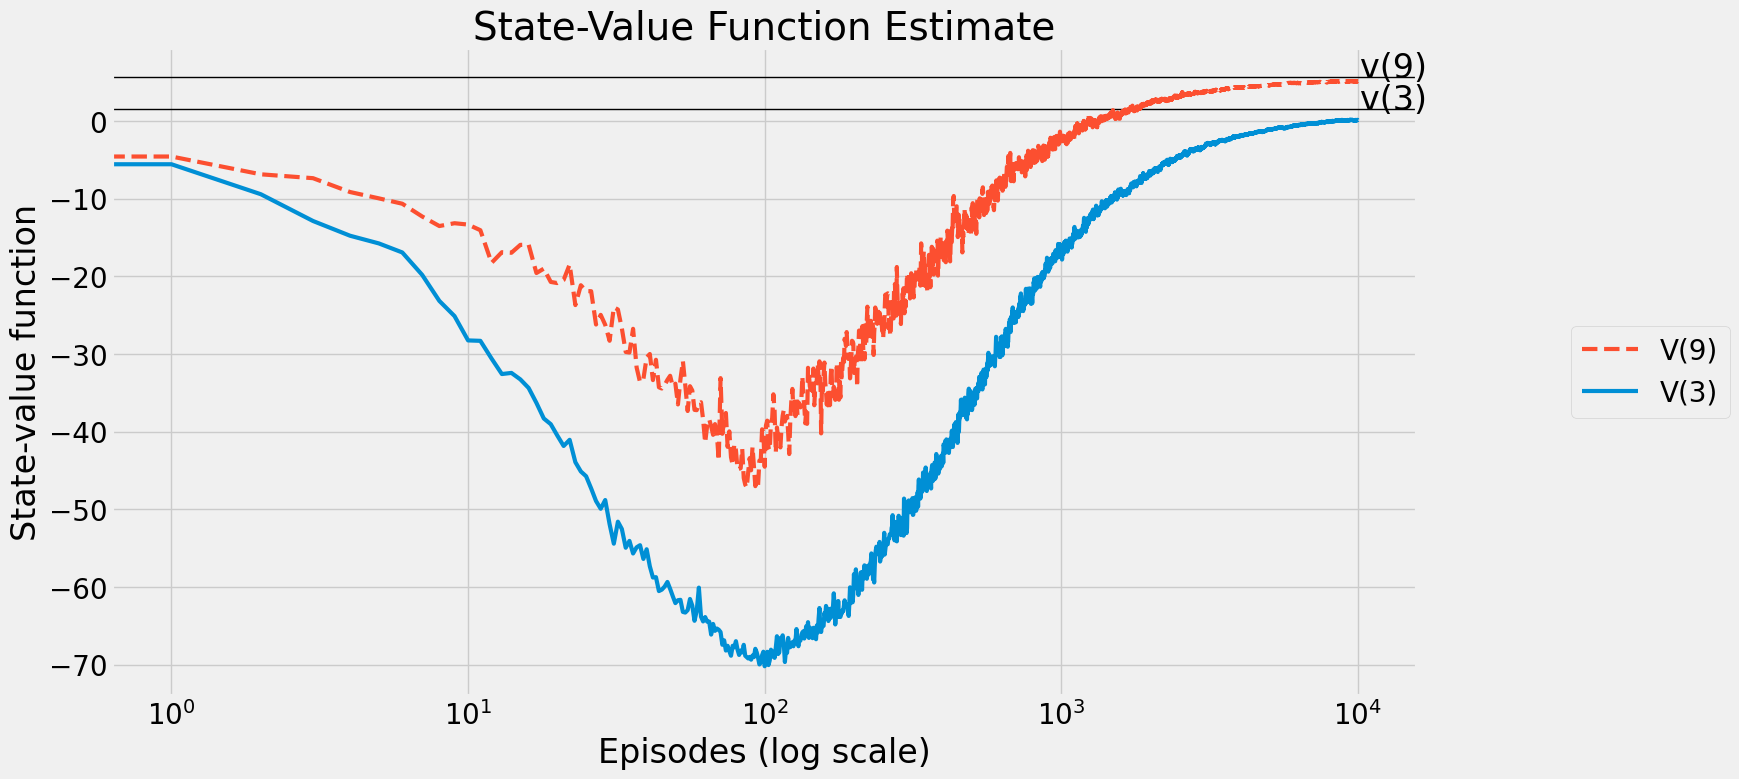 State-Value Function Estimate
v(9)
v(3)
0
−10
−20
−30
−40
−50
−60
−70
State-value function
10⁰ 10¹ 10² 10³ 10⁴
Episodes (log scale)
V(9)
V(3)